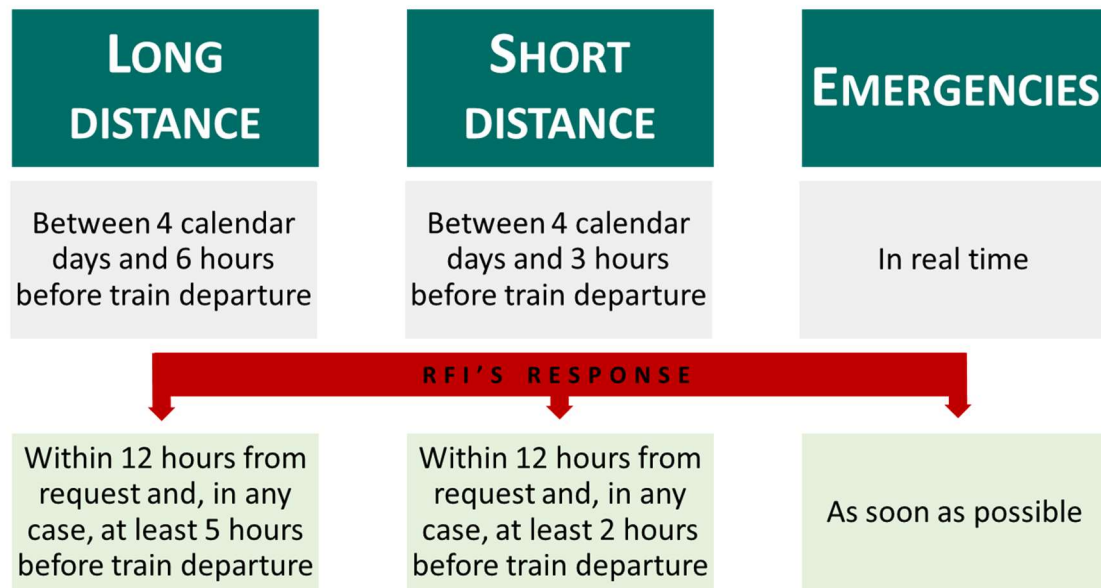 LONG
DISTANCE
SHORT
DISTANCE
EMERGENCIES
Between 4 calendar
days and 6 hours
before train departure
Between 4 calendar
days and 3 hours
before train departure
In real time
RFI'S RESPONSE
Within 12 hours from
request and, in any
case, at least 5 hours
before train departure
Within 12 hours from
request and, in any
case, at least 2 hours
before train departure
As soon as possible